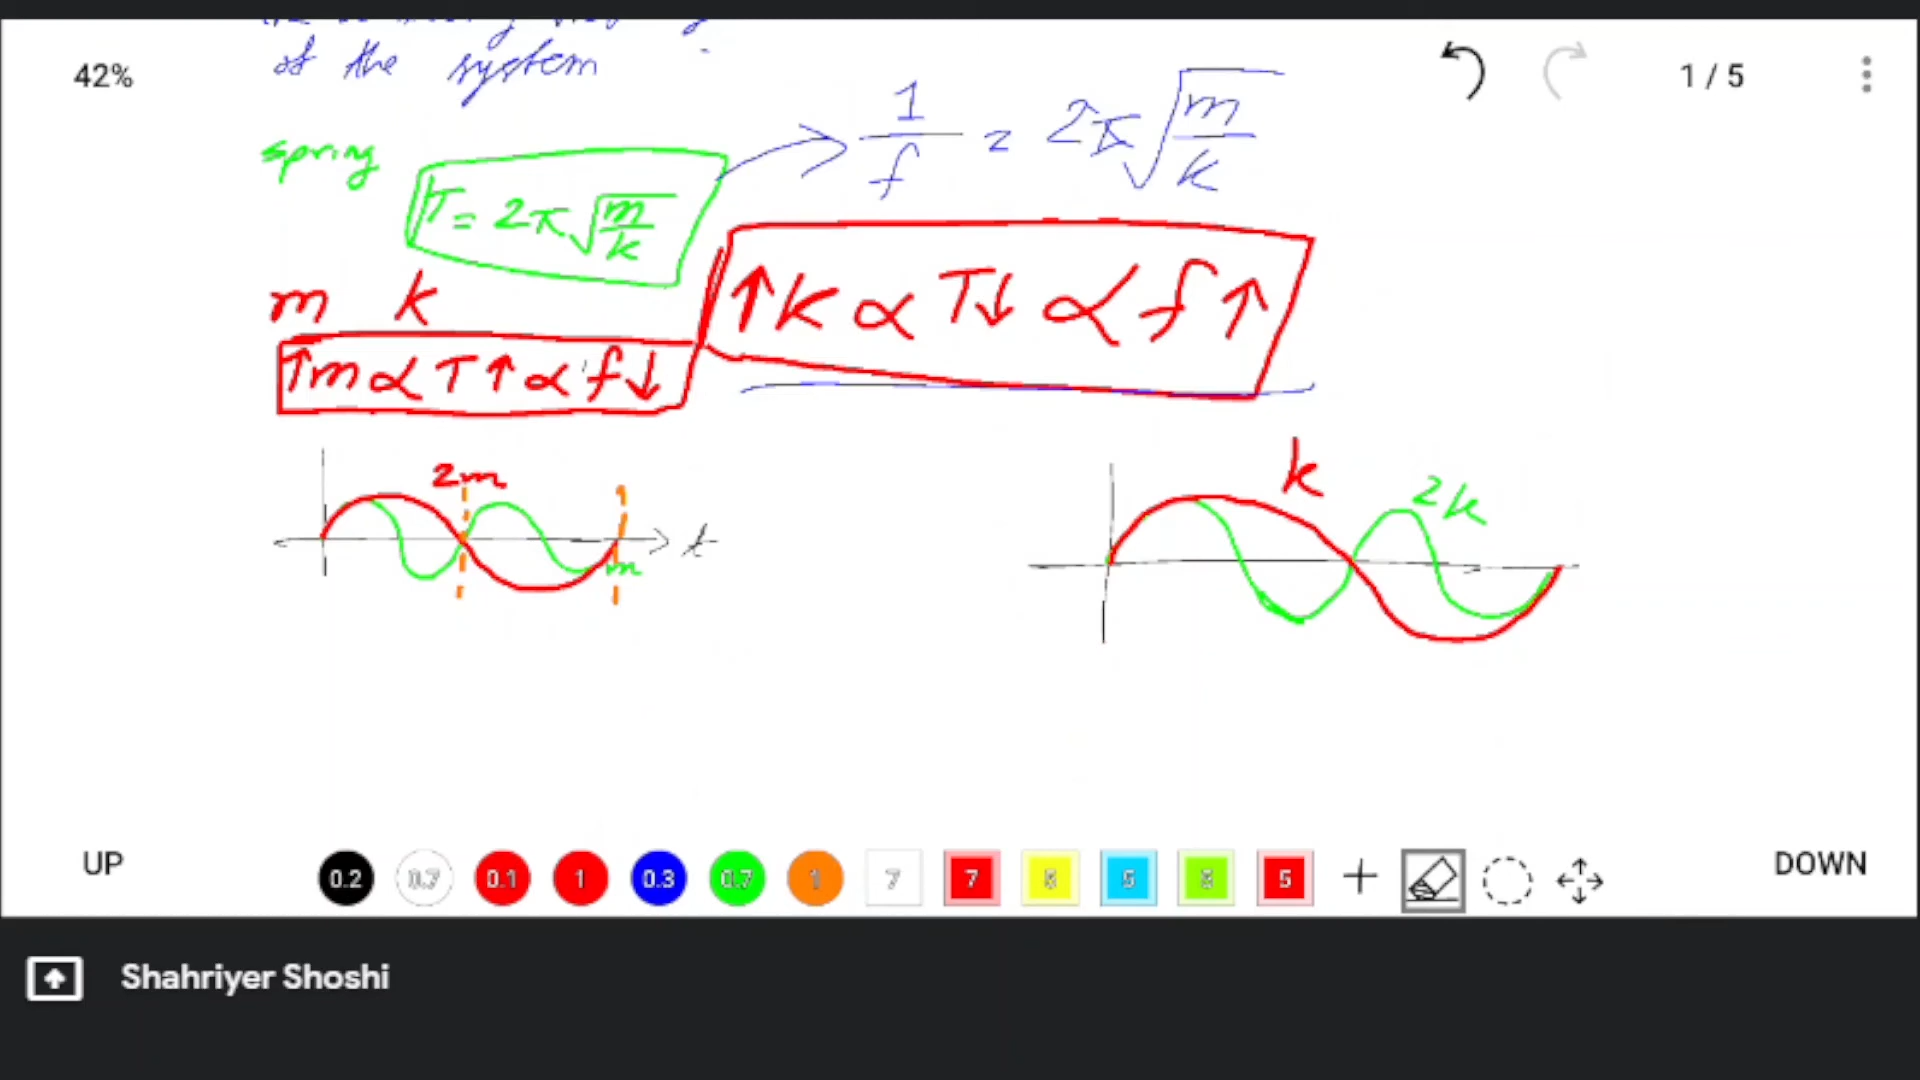 of the system
42%
1 / 5
1/f = 2π√(m/k)
spring
T = 2π√(m/k)
m k
↑k ∝ T↓ ∝ f↑
↑m ∝ T↑ ∝ f↓
2m
k
2k
t
m
UP
0.2 0.7 0.1 1 0.3 0.7 1 7 7 8 5 8 5 +
DOWN
Shahriyer Shoshi